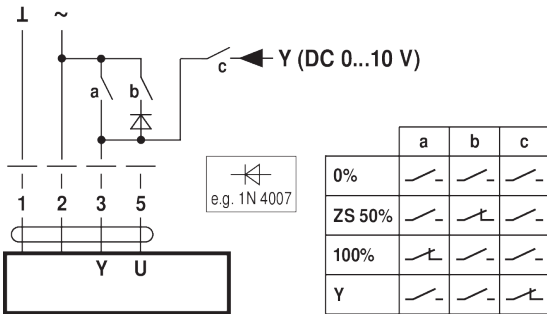 ⊥ ~
Y (DC 0...10 V)
a b c
e.g. 1N 4007
1 2 3 5
Y U
a b c
0%
ZS 50%
100%
Y